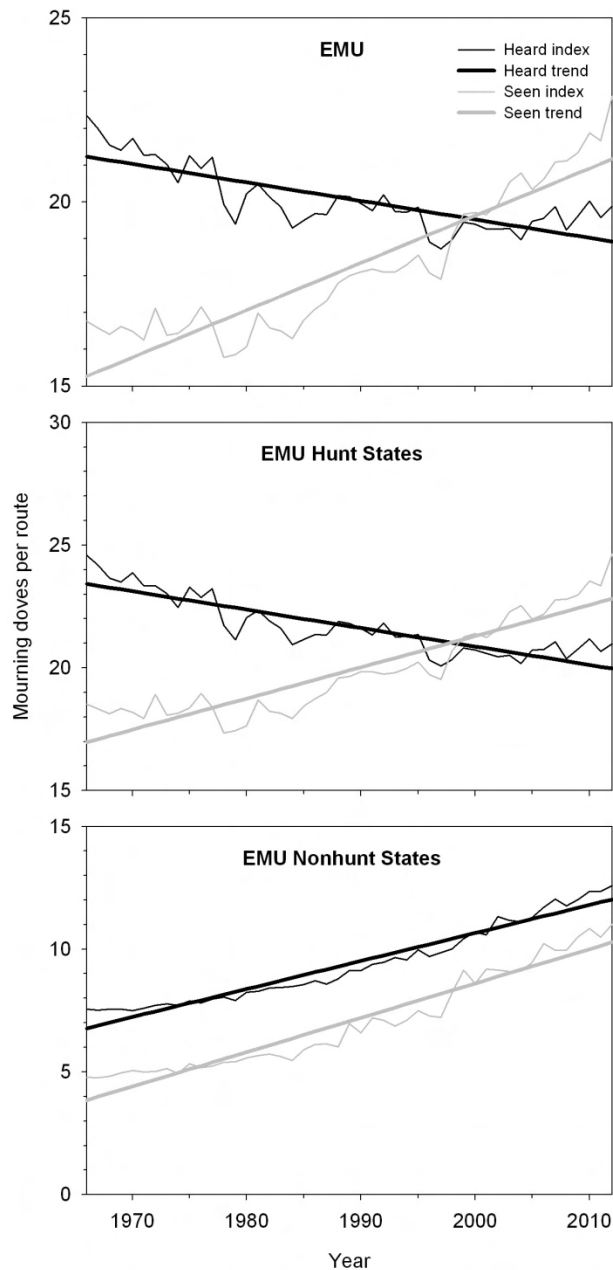 25
EMU
Heard index
Heard trend
Seen index
Seen trend
20
15
30
EMU Hunt States
25
20
15
Mourning doves per route
15
EMU Nonhunt States
10
5
0
1970 1980 1990 2000 2010
Year